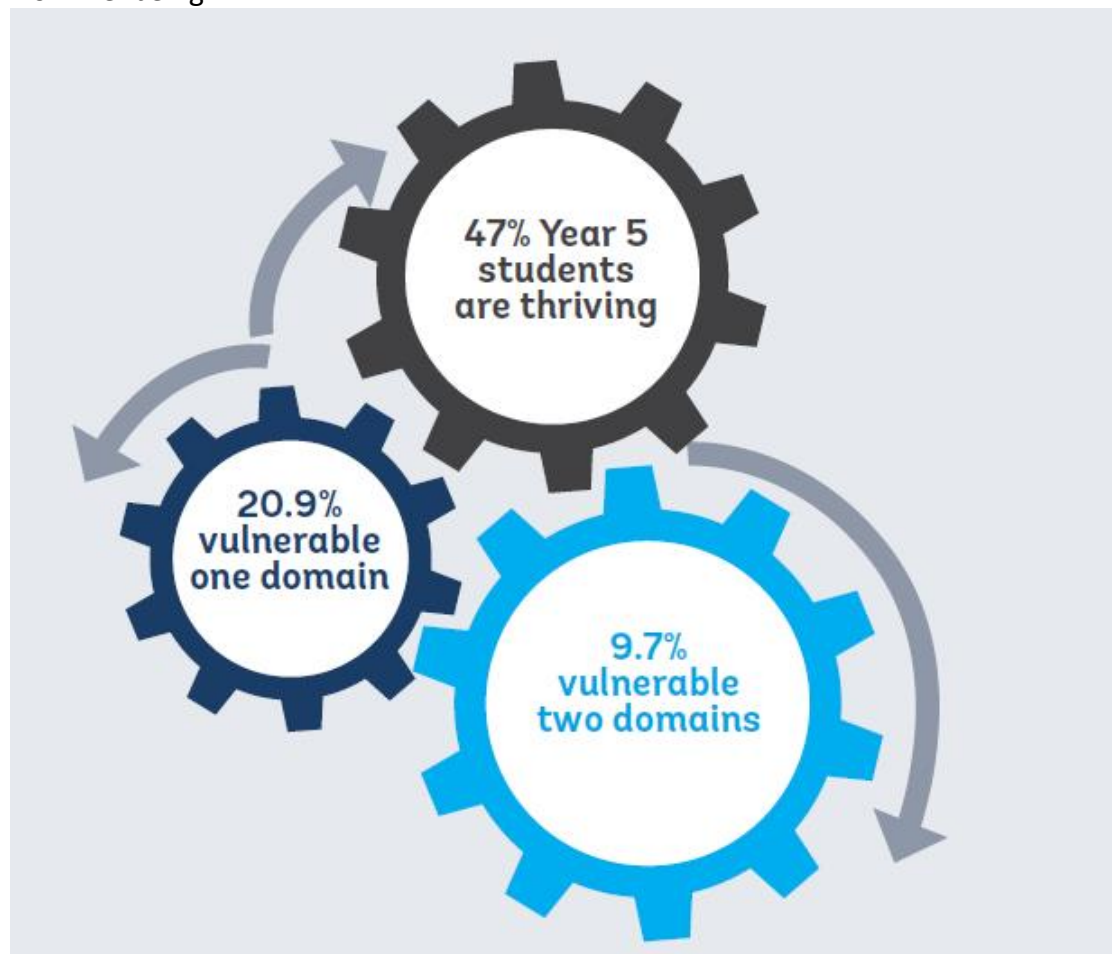 47% Year 5
students
are thriving
20.9%
vulnerable
one domain
9.7%
vulnerable
two domains